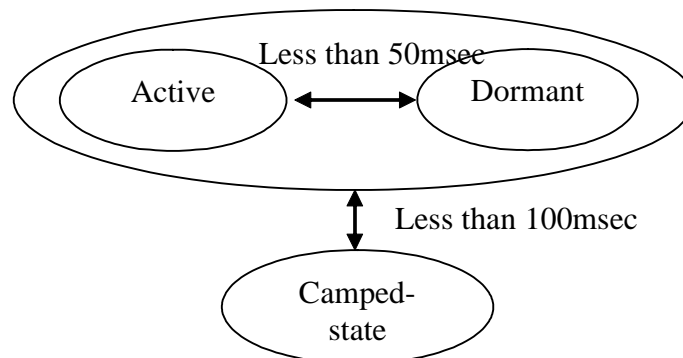 Less than 50msec
Active
Dormant
Less than 100msec
Camped-
state